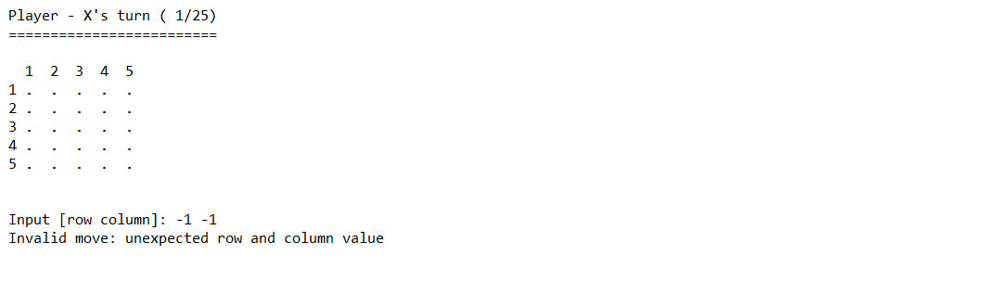 Player - X's turn ( 1/25)
=========================
1 2 3 4 5
1 . . . . .
2 . . . . .
3 . . . . .
4 . . . . .
5 . . . . .
Input [row column]: -1 -1
Invalid move: unexpected row and column value